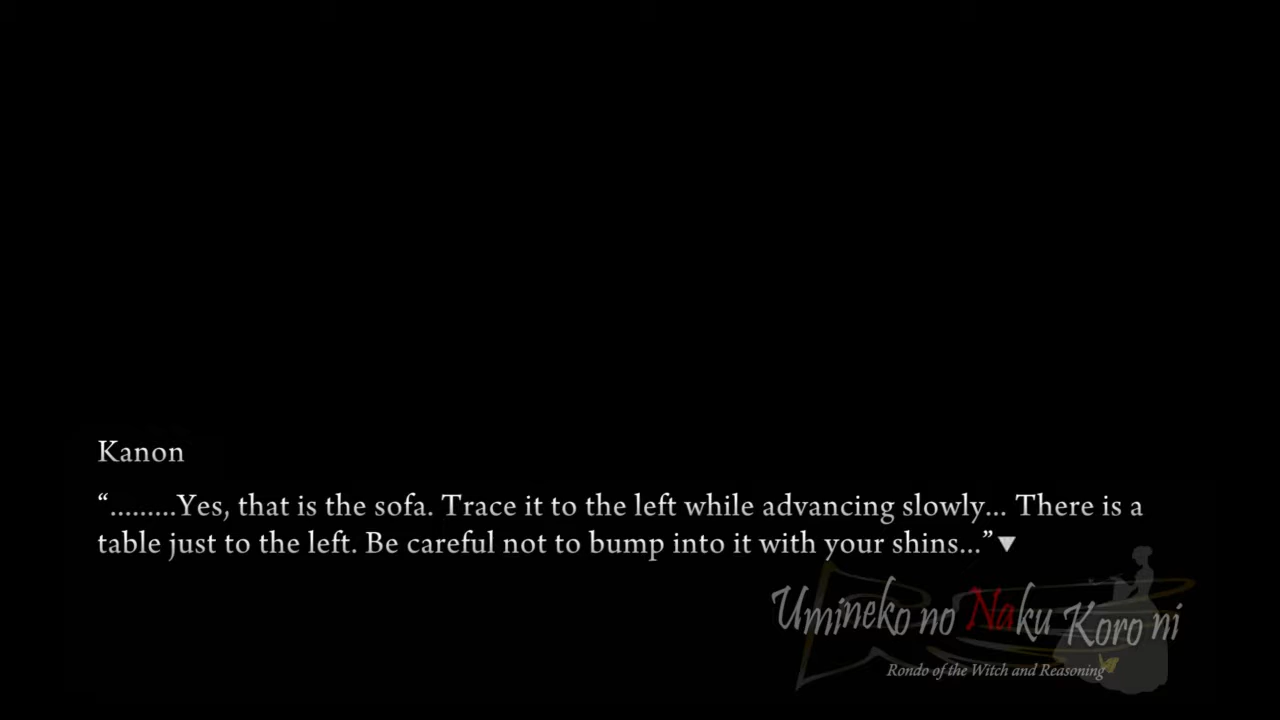 Kanon
“.........Yes, that is the sofa. Trace it to the left while advancing slowly... There is a
table just to the left. Be careful not to bump into it with your shins...”▼
Umineko no Naku Koro ni
Rondo of the Witch and Reasoning